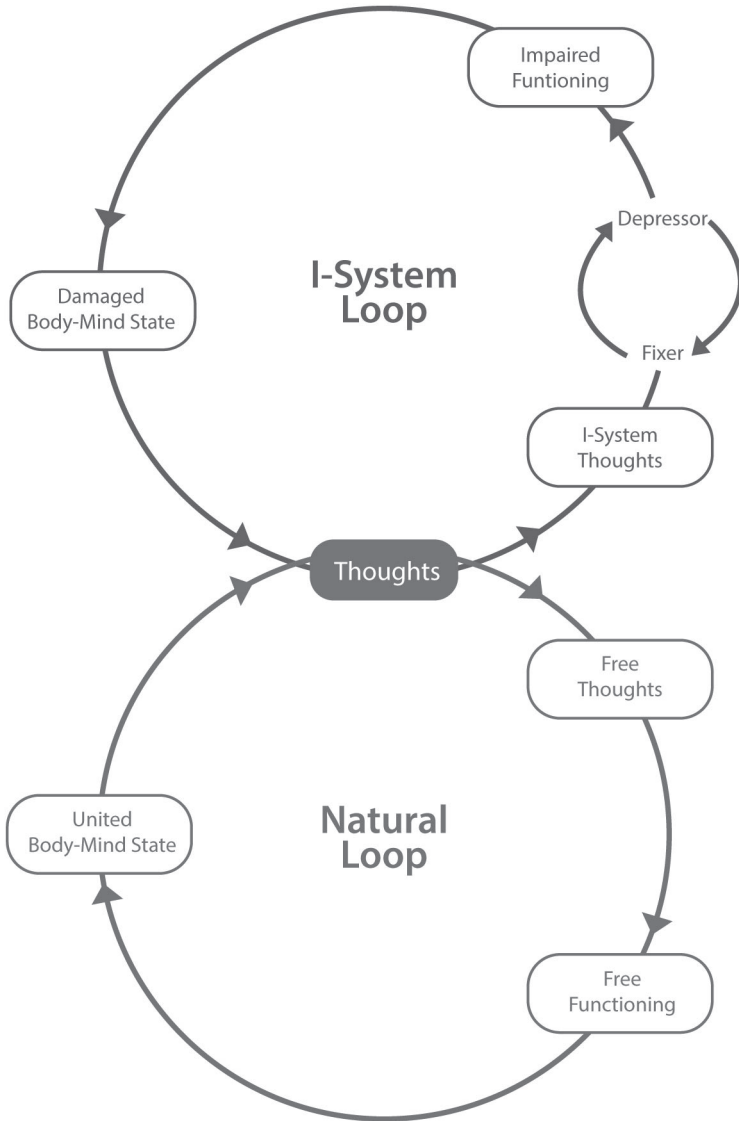 Impaired
Funtioning
Depressor
I-System
Loop
Damaged
Body-Mind State
Fixer
I-System
Thoughts
Thoughts
Free
Thoughts
United
Body-Mind State
Natural
Loop
Free
Functioning